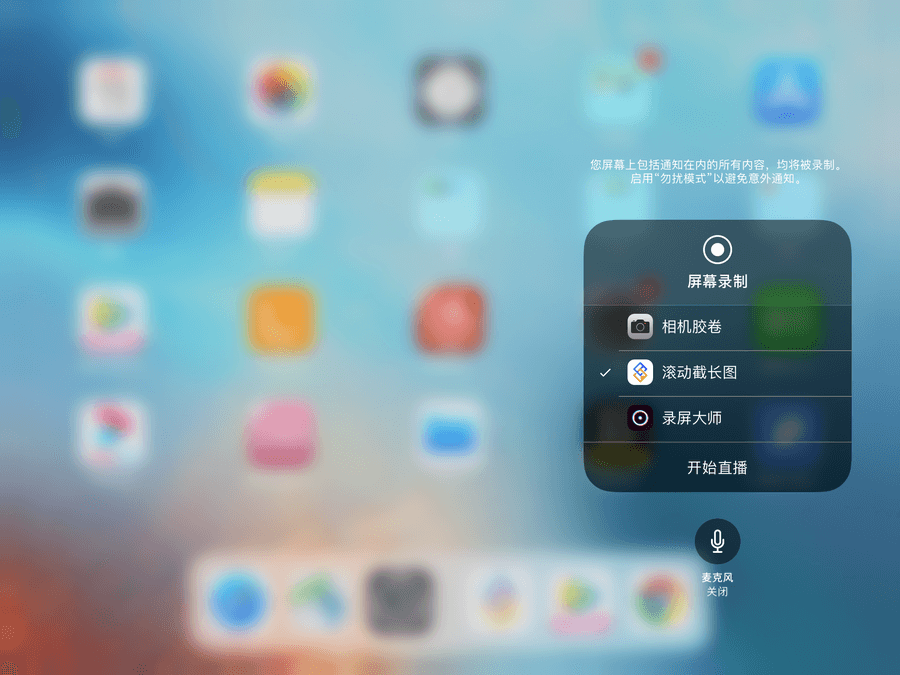 您屏幕上包括通知在内的所有内容，均将被录制。
启用“勿扰模式”以避免意外通知。
屏幕录制
相机胶卷
滚动截长图
录屏大师
开始直播
麦克风
关闭